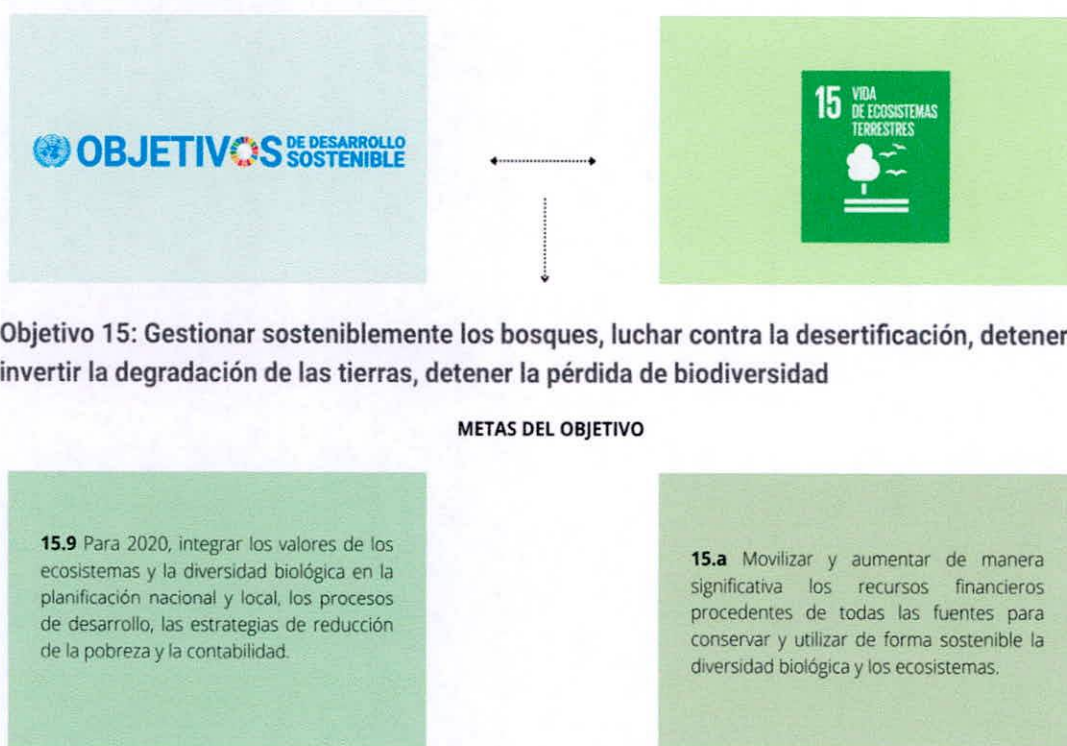 OBJETIVOS DE DESARROLLO
SOSTENIBLE
15 VIDA
DE ECOSISTEMAS
TERRESTRES
Objetivo 15: Gestionar sosteniblemente los bosques, luchar contra la desertificación, detener
invertir la degradación de las tierras, detener la pérdida de biodiversidad
METAS DEL OBJETIVO
15.9 Para 2020, integrar los valores de los
ecosistemas y la diversidad biológica en la
planificación nacional y local, los procesos
de desarrollo, las estrategias de reducción
de la pobreza y la contabilidad.
15.a Movilizar y aumentar de manera
significativa los recursos financieros
procedentes de todas las fuentes para
conservar y utilizar de forma sostenible la
diversidad biológica y los ecosistemas.